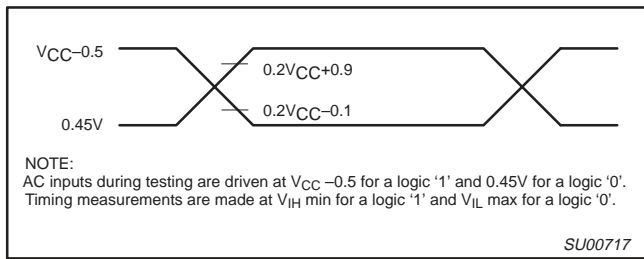 VCC–0.5
0.2VCC+0.9
0.2VCC–0.1
0.45V
NOTE:
AC inputs during testing are driven at VCC –0.5 for a logic ‘1’ and 0.45V for a logic ‘0’.
Timing measurements are made at VIH min for a logic ‘1’ and VIL max for a logic ‘0’.
SU00717